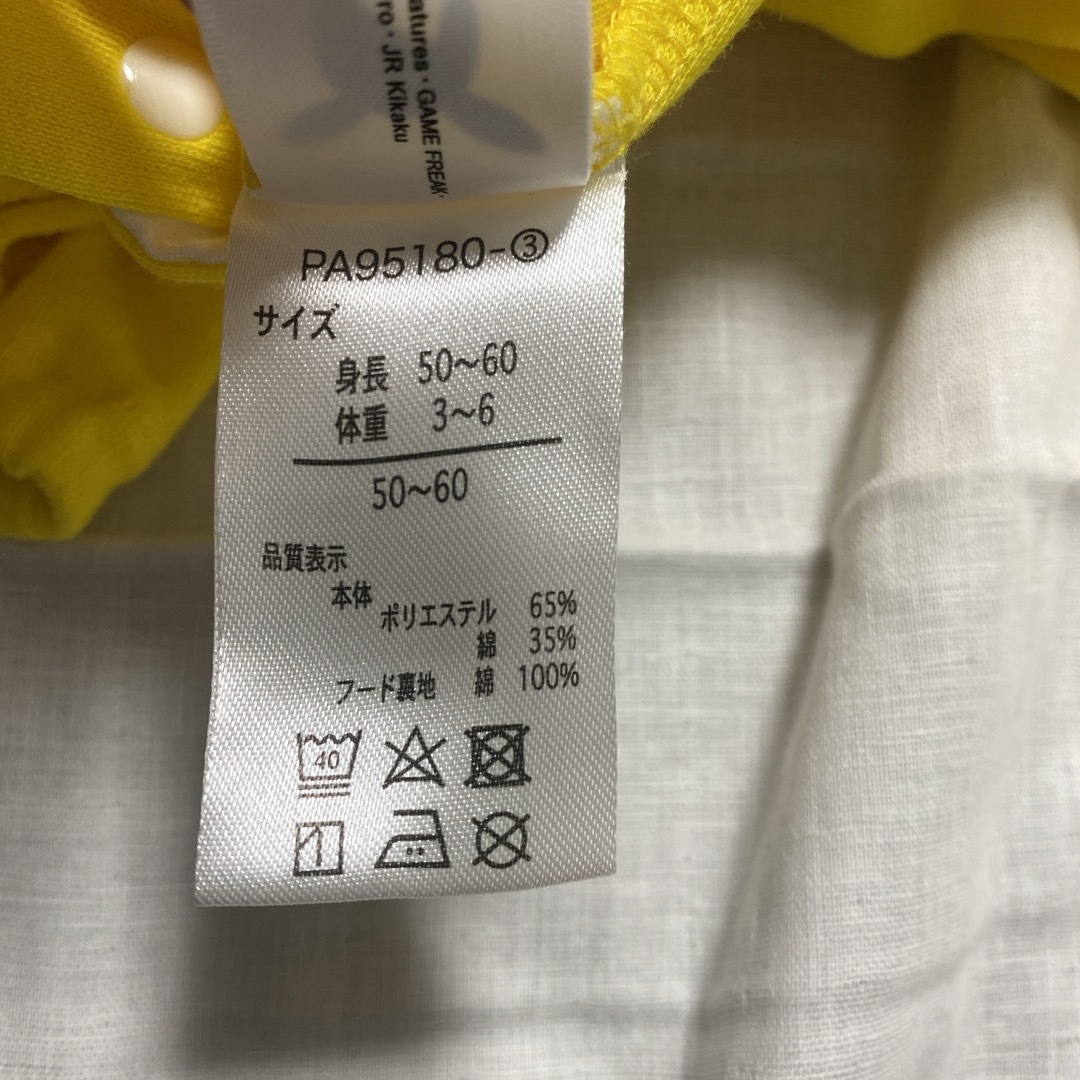 atures · GAME FREAK ·
ro · JR Kikaku
PA95180-③
サイズ
身長 50～60
体重 3～6
50～60
品質表示
本体
ポリエステル 65%
綿 35%
フード裏地 綿 100%
40